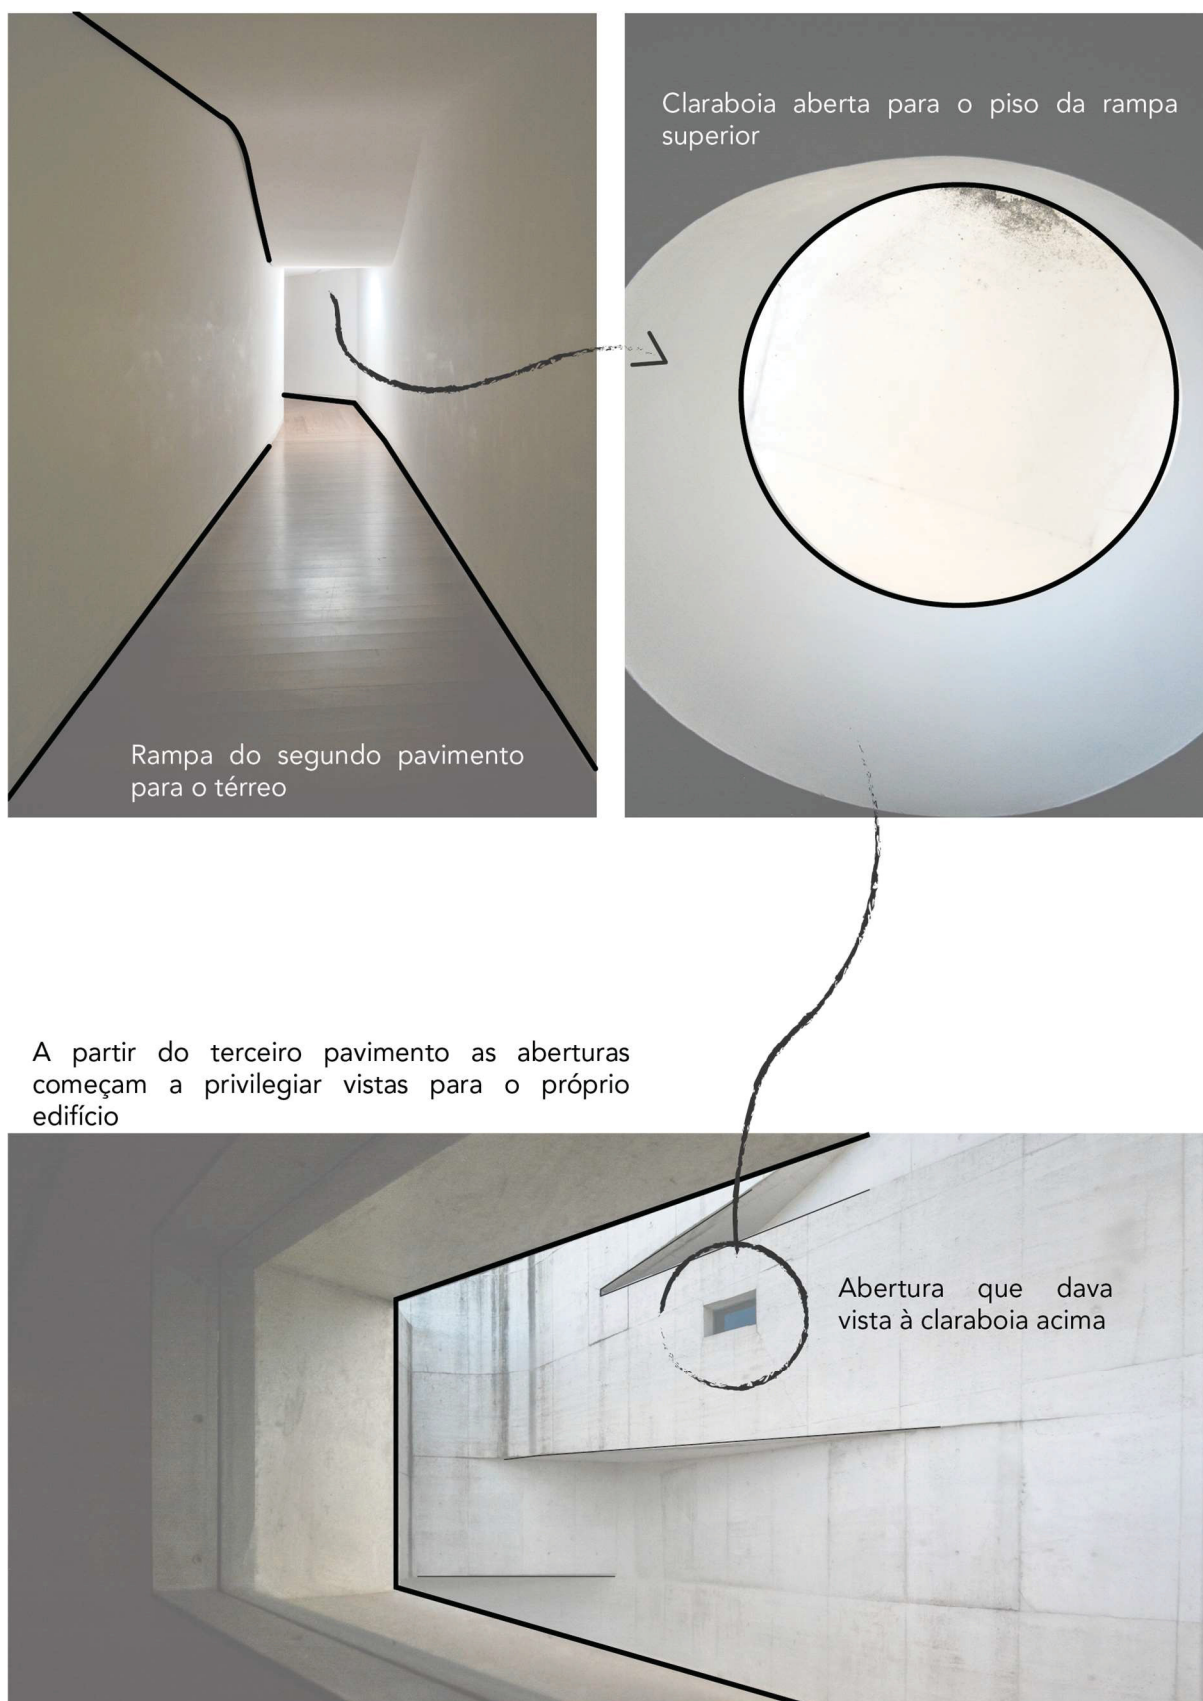 Claraboia aberta para o piso da rampa
superior
Rampa do segundo pavimento
para o térreo
A partir do terceiro pavimento as aberturas
começam a privilegiar vistas para o próprio
edifício
Abertura que dava
vista à claraboia acima